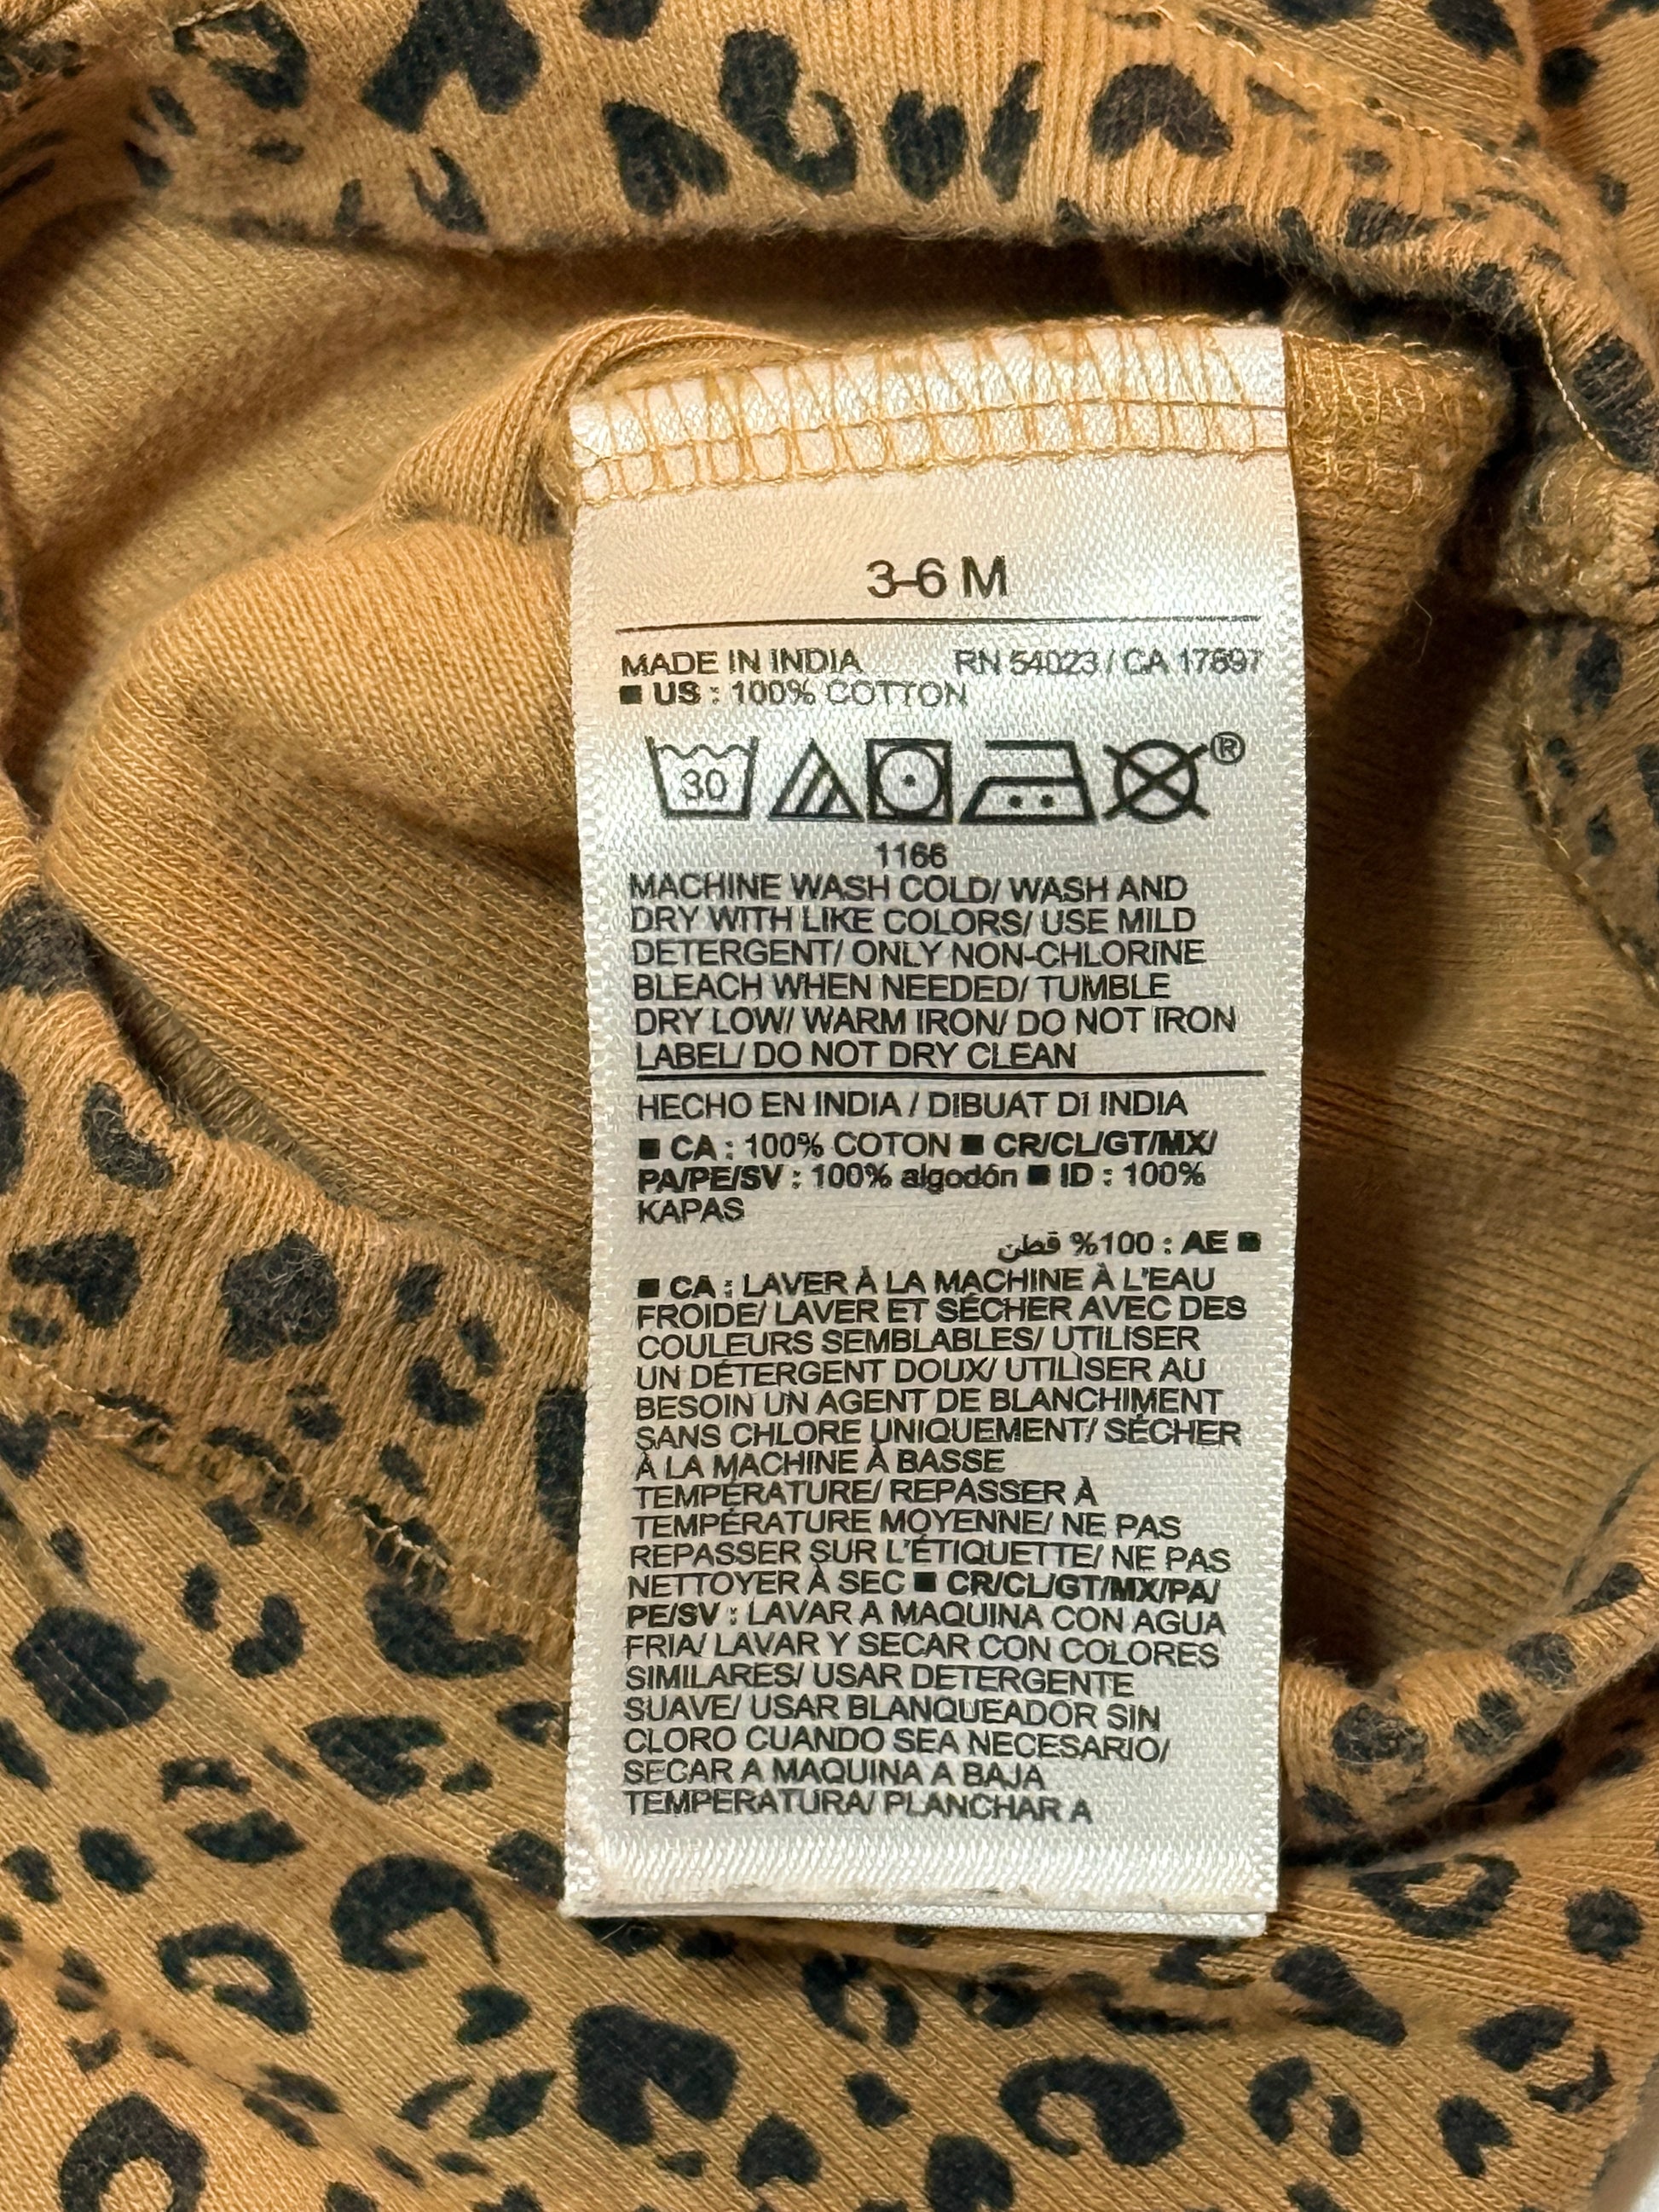 3-6 M
MADE IN INDIA RN 54023 / CA 17697
■ US : 100% COTTON
30
®
1166
MACHINE WASH COLD/ WASH AND
DRY WITH LIKE COLORS/ USE MILD
DETERGENT/ ONLY NON-CHLORINE
BLEACH WHEN NEEDED/ TUMBLE
DRY LOW/ WARM IRON/ DO NOT IRON
LABEL/ DO NOT DRY CLEAN
HECHO EN INDIA / DIBUAT DI INDIA
■ CA : 100% COTON ■ CR/CL/GT/MX/
PA/PE/SV : 100% algodón ■ ID : 100%
KAPAS
■ AE : 100% قطن
■ CA : LAVER À LA MACHINE À L'EAU
FROIDE/ LAVER ET SÉCHER AVEC DES
COULEURS SEMBLABLES/ UTILISER
UN DÉTERGENT DOUX/ UTILISER AU
BESOIN UN AGENT DE BLANCHIMENT
SANS CHLORE UNIQUEMENT/ SÉCHER
À LA MACHINE À BASSE
TEMPÉRATURE/ REPASSER À
TEMPÉRATURE MOYENNE/ NE PAS
REPASSER SUR L'ÉTIQUETTE/ NE PAS
NETTOYER À SEC ■ CR/CL/GT/MX/PA/
PE/SV : LAVAR A MAQUINA CON AGUA
FRIA/ LAVAR Y SECAR CON COLORES
SIMILARES/ USAR DETERGENTE
SUAVE/ USAR BLANQUEADOR SIN
CLORO CUANDO SEA NECESARIO/
SECAR A MAQUINA A BAJA
TEMPERATURA/ PLANCHAR A